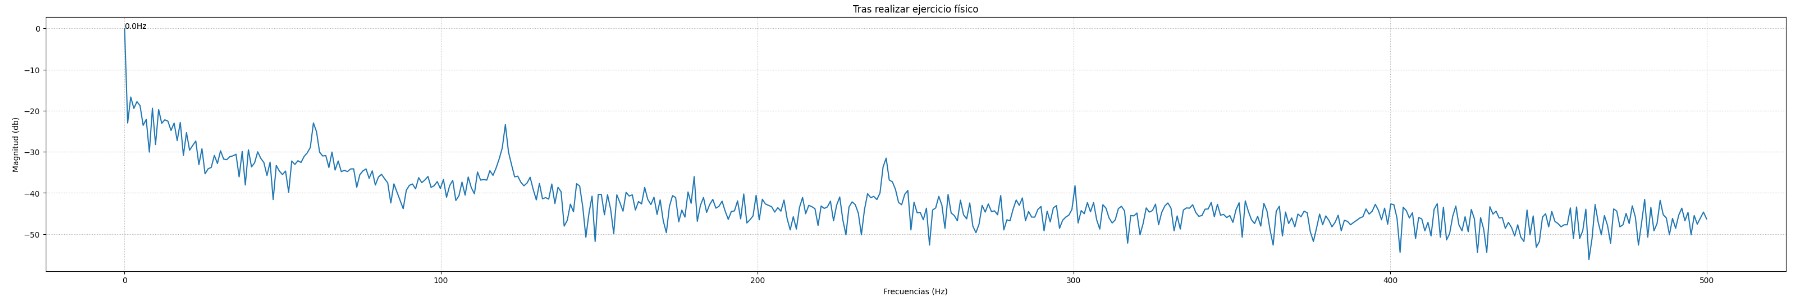 Tras realizar ejercicio físico
0.0Hz
0
−10
−20
−30
−40
−50
Magnitud (db)
0 100 200 300 400 500
Frecuencias (Hz)